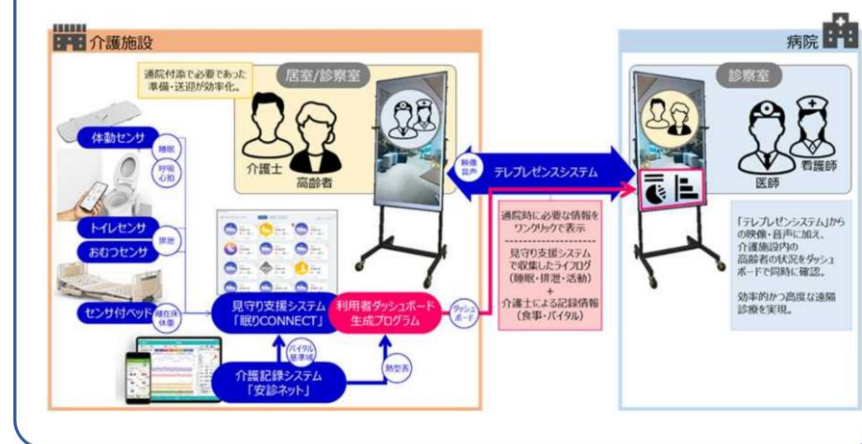 介護施設
通院付添で必要であった
準備・送迎が効率化。
居室/診察室
介護士
高齢者
体動センサ
睡眠
呼吸
心拍
トイレセンサ
排泄
おむつセンサ
センサ付ベッド
離在床
体重
見守り支援システム
「眠りCONNECT」
利用者ダッシュボード
生成プログラム
ダッシュ
ボード
バイタル
基準域
熱型表
介護記録システム
「安診ネット」
映像
音声
テレプレゼンスシステム
通院時に必要な情報を
ワンクリックで表示
見守り支援システム
で収集したライフログ
(睡眠・排泄・活動)
+
介護士による記録情報
(食事・バイタル)
病院
診察室
医師
看護師
「テレプレゼンシステム」から
の映像・音声に加え、
介護施設内の
高齢者の状況をダッシュ
ボードで同時に確認。
効率的かつ高度な遠隔
診療を実現。